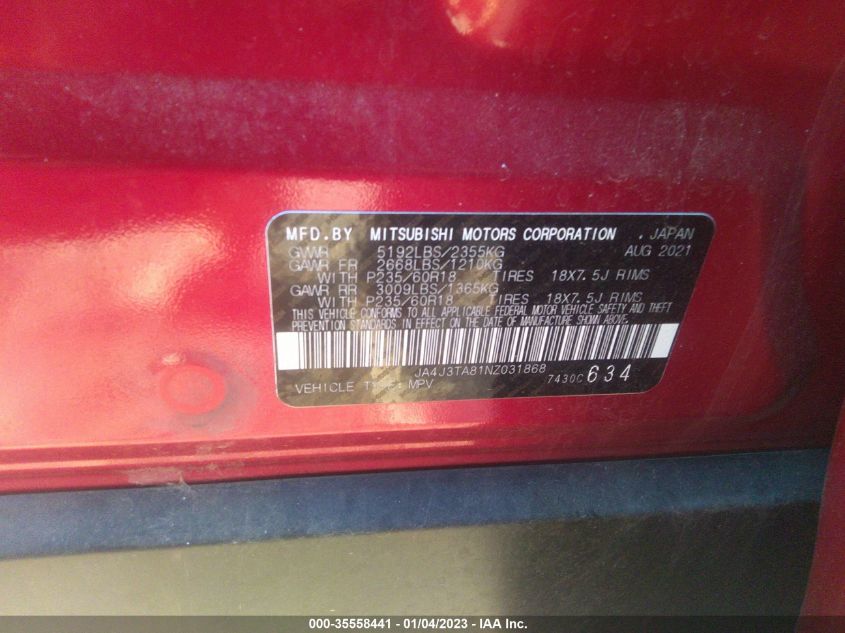 MFD.BY MITSUBISHI MOTORS CORPORATION . JAPAN
GVWR 5192LBS/2355KG AUG 2021
GAWR FR 2668LBS/1210KG
WITH P235/60R18 TIRES 18X7.5J RIMS
GAWR RR 3009LBS/1365KG
WITH P235/60R18 TIRES 18X7.5J RIMS
THIS VEHICLE CONFORMS TO ALL APPLICABLE FEDERAL MOTOR VEHICLE SAFETY AND THEFT
PREVENTION STANDARDS IN EFFECT ON THE DATE OF MANUFACTURE SHOWN ABOVE.
JA4J3TA81NZ031868
VEHICLE TYPE: MPV 7430C 634
000-35558441 - 01/04/2023 - IAA Inc.